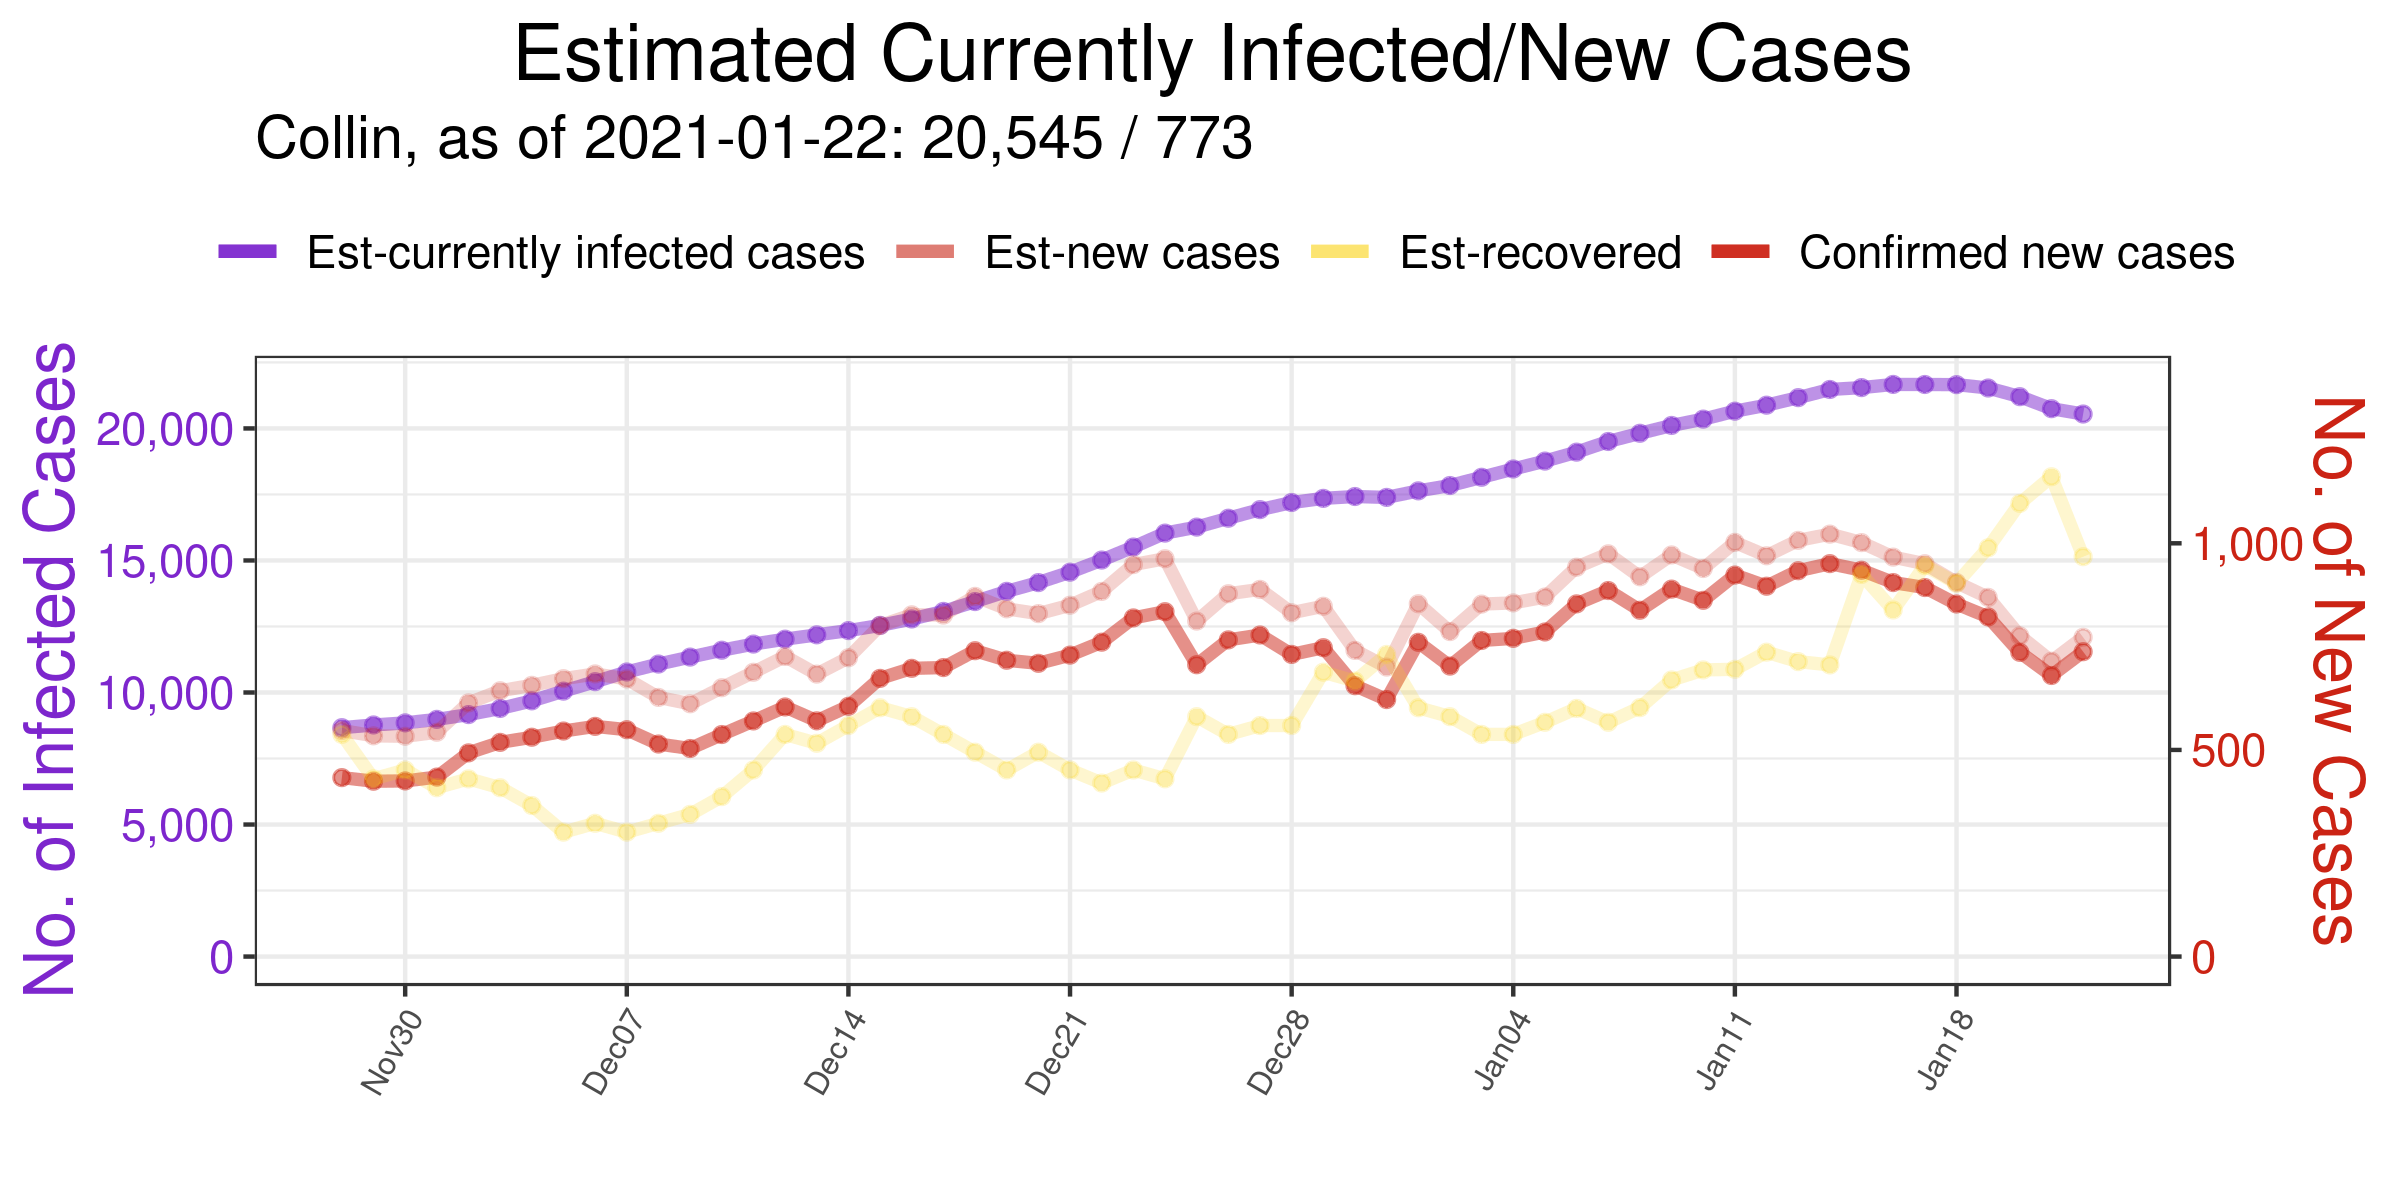 Estimated Currently Infected/New Cases
Collin, as of 2021-01-22: 20,545 / 773
Est-currently infected cases Est-new cases Est-recovered Confirmed new cases
No. of Infected Cases
20,000
15,000
10,000
5,000
0
1,000
500
0
No. of New Cases
Nov30 Dec07 Dec14 Dec21 Dec28 Jan04 Jan11 Jan18